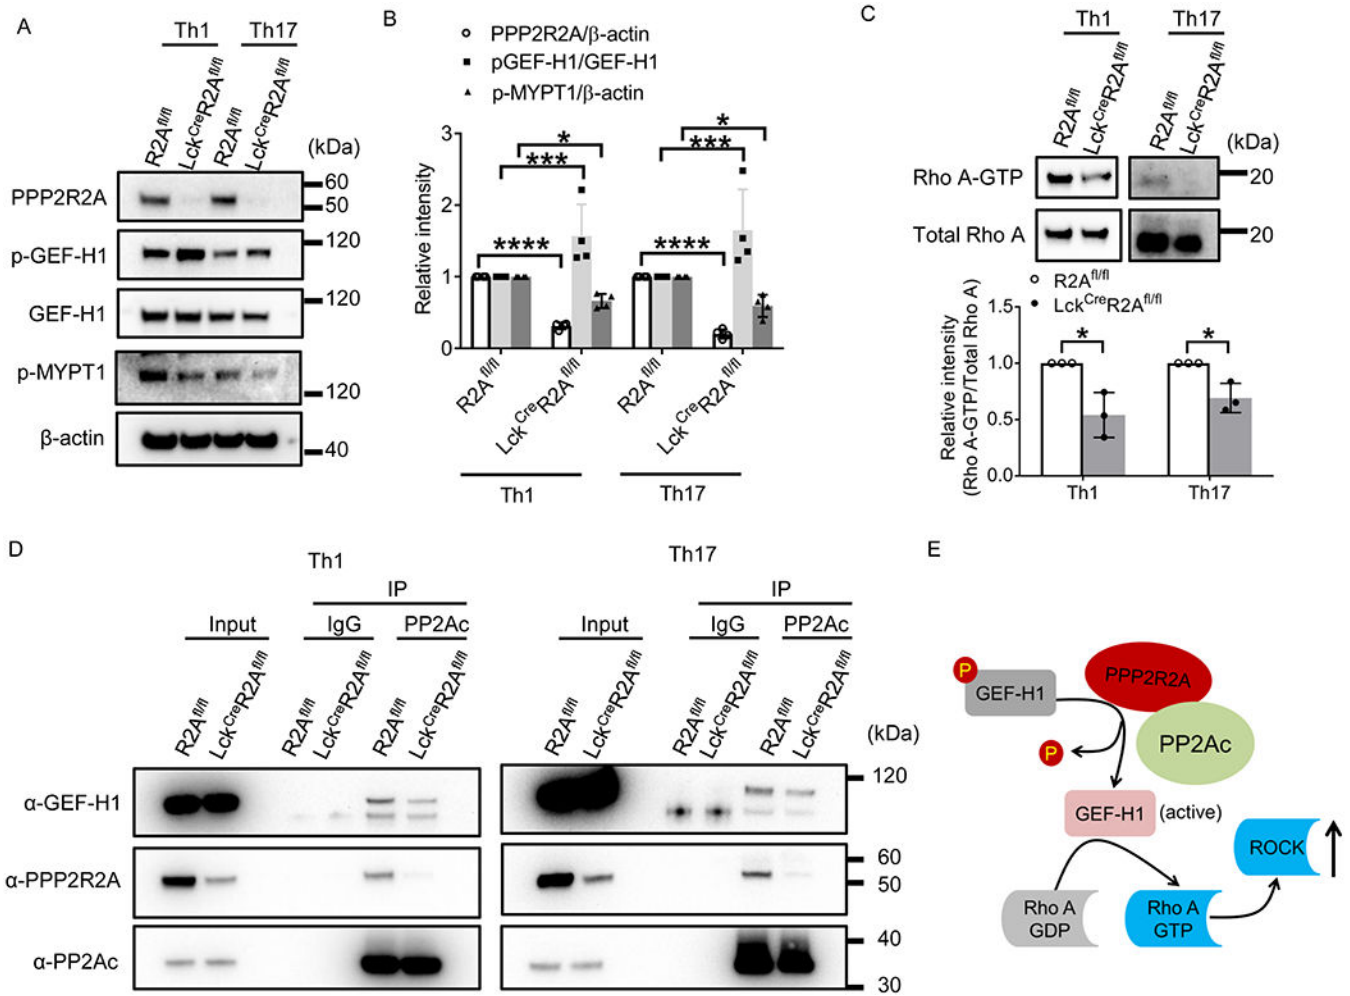 A
Th1 Th17
R2Afl/fl LckCreR2Afl/fl R2Afl/fl LckCreR2Afl/fl
(kDa)
PPP2R2A
60
50
p-GEF-H1
120
GEF-H1
120
p-MYPT1
120
β-actin
40
B
PPP2R2A/β-actin
pGEF-H1/GEF-H1
p-MYPT1/β-actin
Relative intensity
3
2
1
0
**** *** * **** *** *
R2Afl/fl LckCreR2Afl/fl R2Afl/fl LckCreR2Afl/fl
Th1 Th17
C
Th1 Th17
R2Afl/fl LckCreR2Afl/fl R2Afl/fl LckCreR2Afl/fl
(kDa)
Rho A-GTP 20
Total Rho A 20
R2Afl/fl
LckCreR2Afl/fl
Relative intensity
(Rho A-GTP/Total Rho A)
1.5
1.0
0.5
0.0
* *
Th1 Th17
D
Th1 Th17
IP IP
Input IgG PP2Ac Input IgG PP2Ac
R2Afl/fl LckCreR2Afl/fl R2Afl/fl LckCreR2Afl/fl R2Afl/fl LckCreR2Afl/fl R2Afl/fl LckCreR2Afl/fl R2Afl/fl LckCreR2Afl/fl R2Afl/fl LckCreR2Afl/fl
(kDa)
α-GEF-H1
120
α-PPP2R2A
60
50
α-PP2Ac
40
30
E
P
GEF-H1
PPP2R2A
PP2Ac
P
GEF-H1 (active)
ROCK
Rho A
GDP
Rho A
GTP